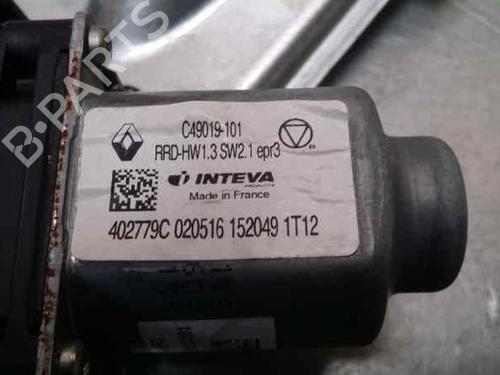 B-PARTS
C49019-101
R
RRD-HW1.3 SW2.1 epr3
INTEVA
PRODUCTS
Made in France
402779C 020516 152049 1T12